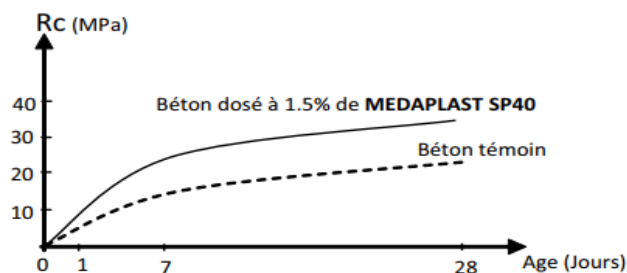 Rc (MPa)
40
30
20
10
Béton dosé à 1.5% de MEDAPLAST SP40
Béton témoin
0 1 7 28 Age (Jours)